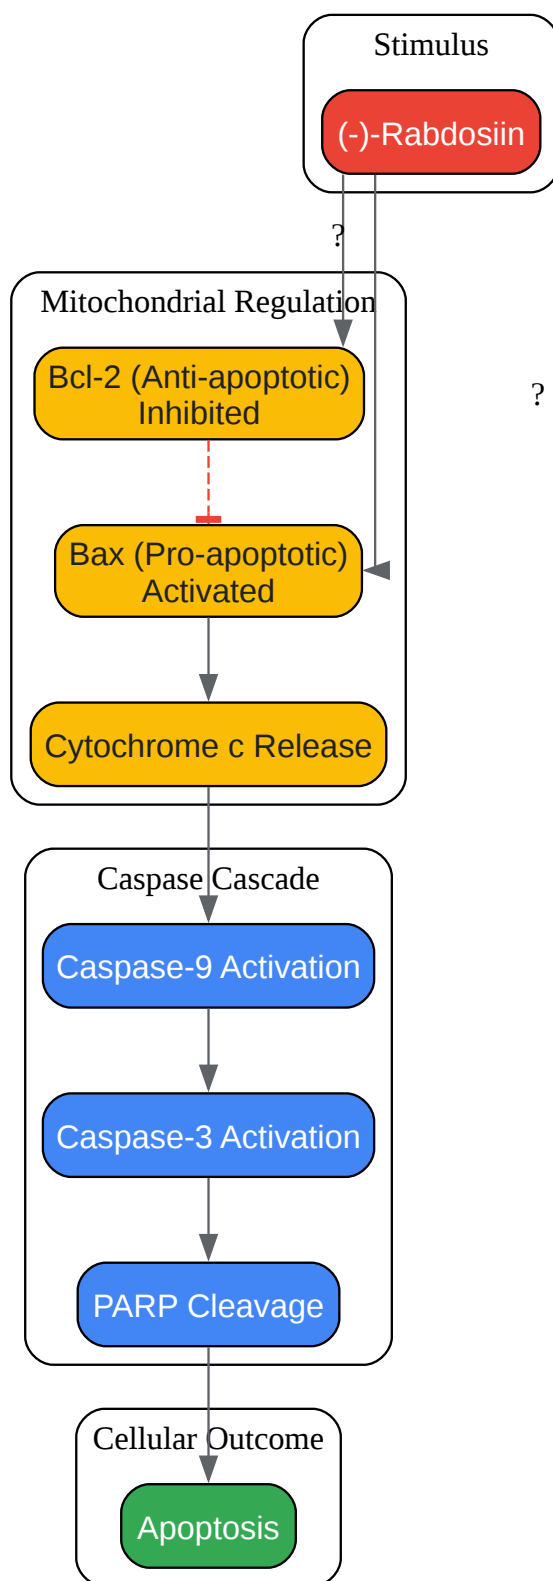 Stimulus
(-)-Rabdosiin
?
Mitochondrial Regulation
Bcl-2 (Anti-apoptotic)
Inhibited
?
Bax (Pro-apoptotic)
Activated
Cytochrome c Release
Caspase Cascade
Caspase-9 Activation
Caspase-3 Activation
PARP Cleavage
Cellular Outcome
Apoptosis